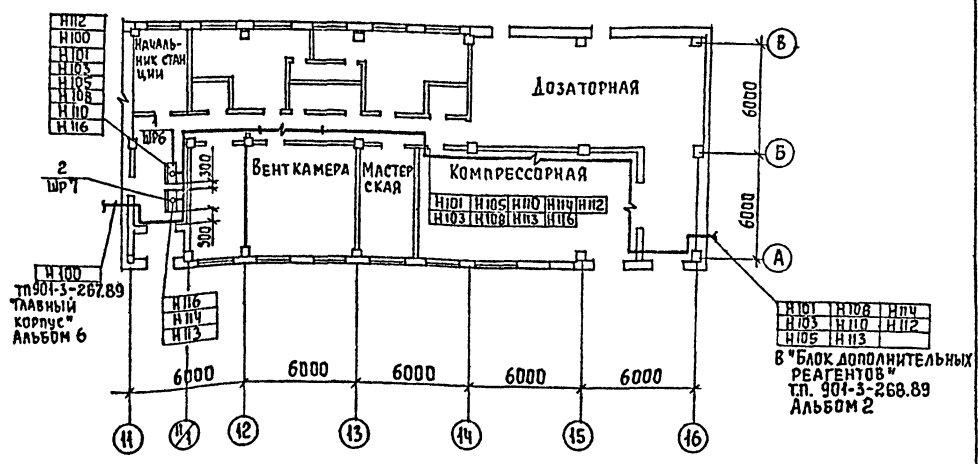 Н112
Н100
Н101
Н103
Н105
Н108
Н110
Н116
НАЧАЛЬ-
НИК СТАН
ЦИИ
ШР6
2
ШР7
300
900
ВЕНТКАМЕРА
МАСТЕР
СКАЯ
КОМПРЕССОРНАЯ
ДОЗАТОРНАЯ
Н101 Н105 Н110 Н114 Н112
Н103 Н108 Н113 Н116
В
Б
А
6000
6000
Н100
ТП901-3-267.89
"ГЛАВНЫЙ
КОРПУС"
АЛЬБОМ 6
Н116
Н114
Н113
Н101 Н108 Н114
Н103 Н110 Н112
Н105 Н113
В "БЛОК ДОПОЛНИТЕЛЬНЫХ
РЕАГЕНТОВ"
Т.П. 901-3-268.89
АЛЬБОМ 2
6000 6000 6000 6000 6000
11 11/1 12 13 14 15 16